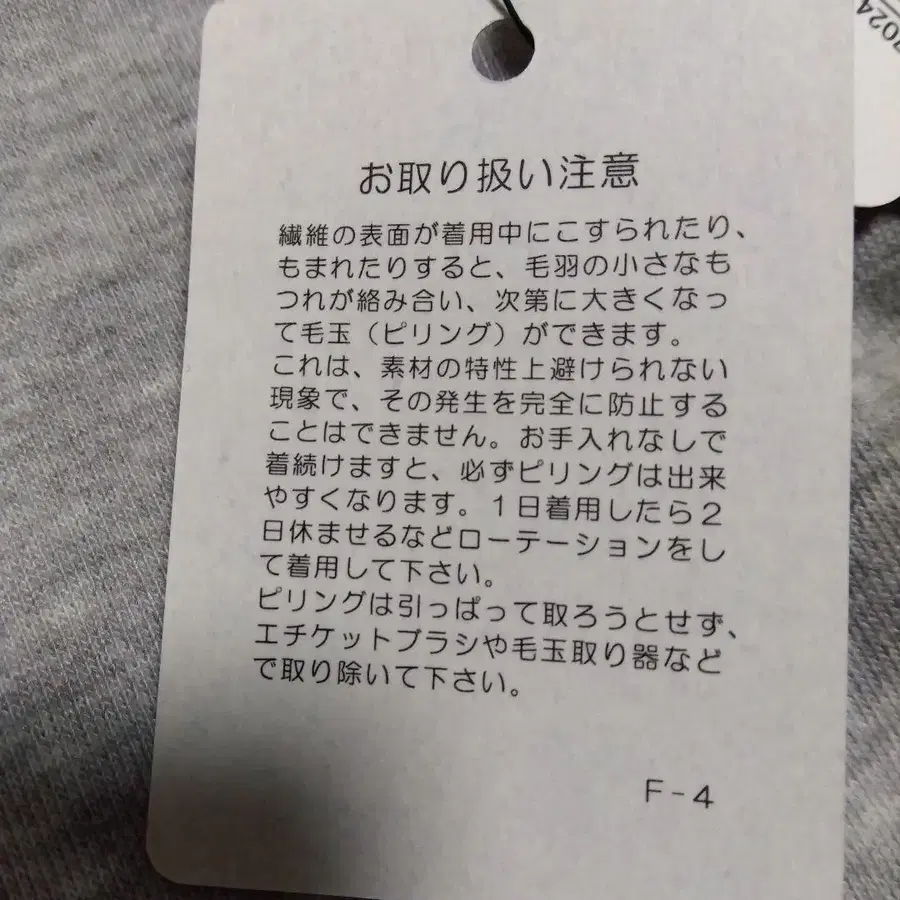 お取り扱い注意
繊維の表面が着用中にこすられたり、
もまれたりすると、毛羽の小さなも
つれが絡み合い、次第に大きくなっ
て毛玉（ピリング）ができます。
これは、素材の特性上避けられない
現象で、その発生を完全に防止する
ことはできません。お手入れなしで
着続けますと、必ずピリングは出来
やすくなります。１日着用したら２
日休ませるなどローテーションをし
て着用して下さい。
ピリングは引っぱって取ろうとせず、
エチケットブラシや毛玉取り器など
で取り除いて下さい。
F-4
7024